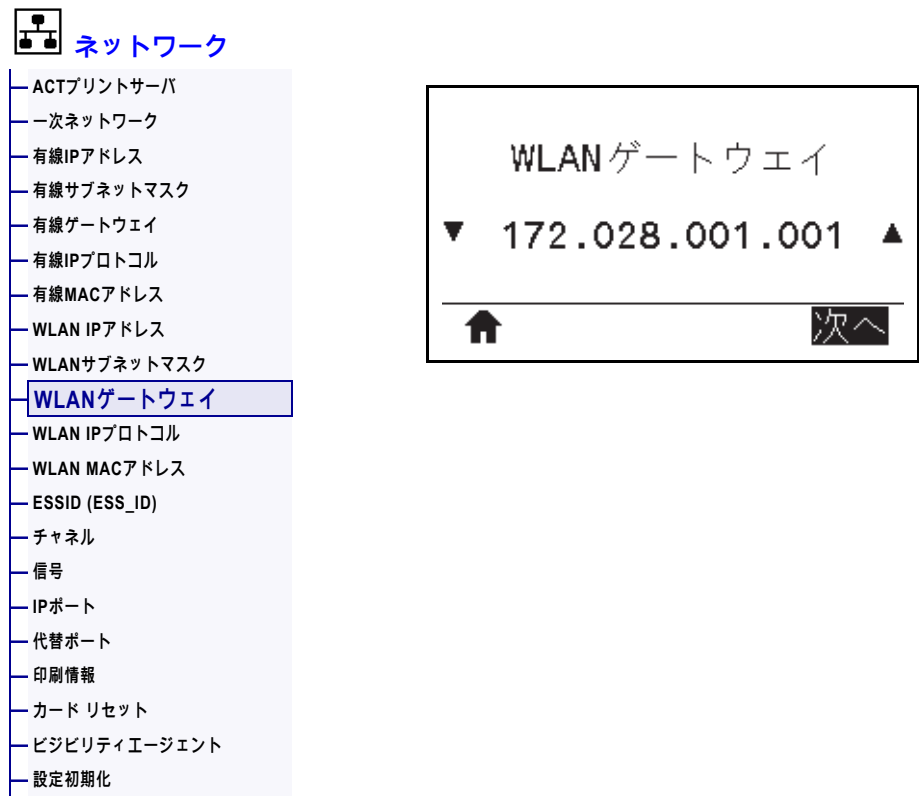 ネットワーク
ACTプリントサーバ
一次ネットワーク
有線IPアドレス
有線サブネットマスク
有線ゲートウェイ
有線IPプロトコル
有線MACアドレス
WLAN IPアドレス
WLANサブネットマスク
WLANゲートウェイ
WLAN IPプロトコル
WLAN MACアドレス
ESSID (ESS_ID)
チャネル
信号
IPポート
代替ポート
印刷情報
カード リセット
ビジビリティエージェント
設定初期化
WLANゲートウエイ
▼ 172.028.001.001 ▲
次へ